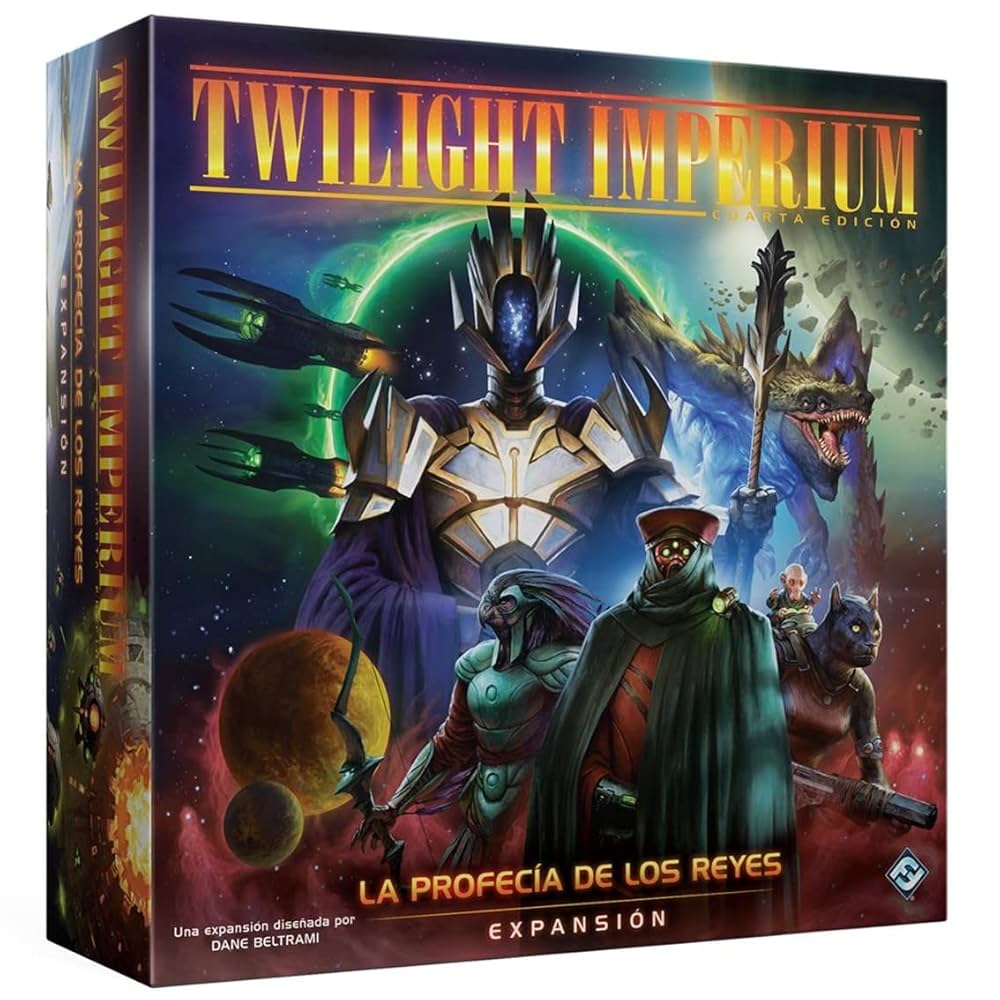 TWILIGHT IMPERIUM
CUARTA EDICIÓN
LA PROFECÍA DE LOS REYES
EXPANSIÓN
Una expansión diseñada por
DANE BELTRAMI
TWILIGHT IMPERIUM
LA PROFECÍA DE LOS REYES
EXPANSIÓN